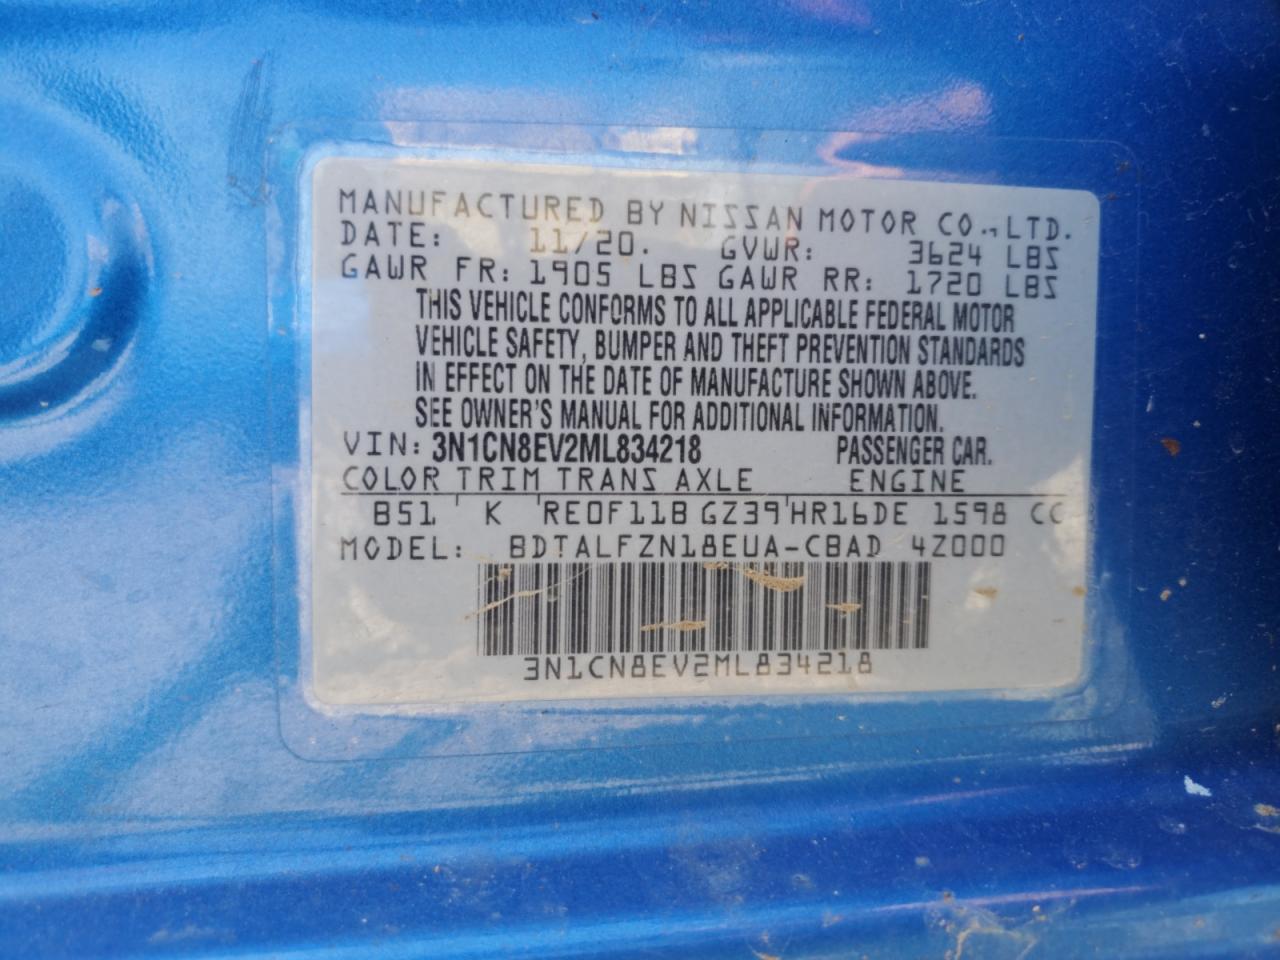 MANUFACTURED BY NISSAN MOTOR CO., LTD.
DATE: 11/20. GVWR: 3624 LBS
GAWR FR: 1905 LBS GAWR RR: 1720 LBS
THIS VEHICLE CONFORMS TO ALL APPLICABLE FEDERAL MOTOR
VEHICLE SAFETY, BUMPER AND THEFT PREVENTION STANDARDS
IN EFFECT ON THE DATE OF MANUFACTURE SHOWN ABOVE.
SEE OWNER'S MANUAL FOR ADDITIONAL INFORMATION.
VIN: 3N1CN8EV2ML834218 PASSENGER CAR.
COLOR TRIM TRANS AXLE ENGINE
B51 K RE0F11B GZ39 HR16DE 1598 CC
MODEL: BDTALFZN18EUA-CBAD 4Z000
3N1CN8EV2ML834218